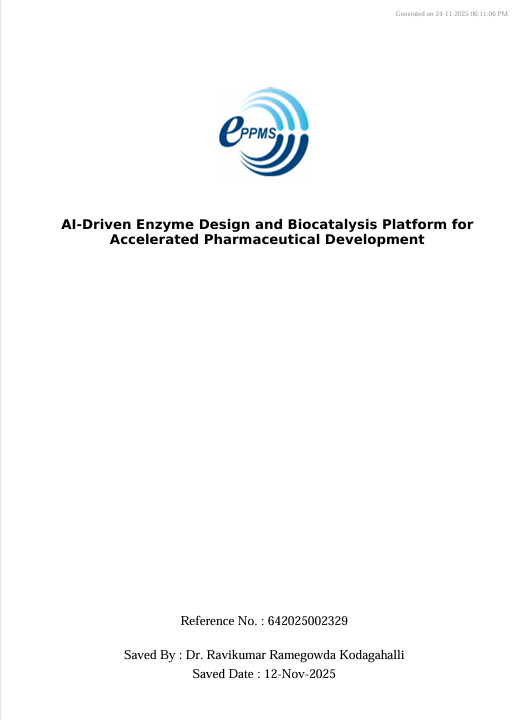 Generated on 24-11-2025 06:11:06 PM
ePPMS
AI-Driven Enzyme Design and Biocatalysis Platform for
Accelerated Pharmaceutical Development
Reference No. : 642025002329
Saved By : Dr. Ravikumar Ramegowda Kodagahalli
Saved Date : 12-Nov-2025